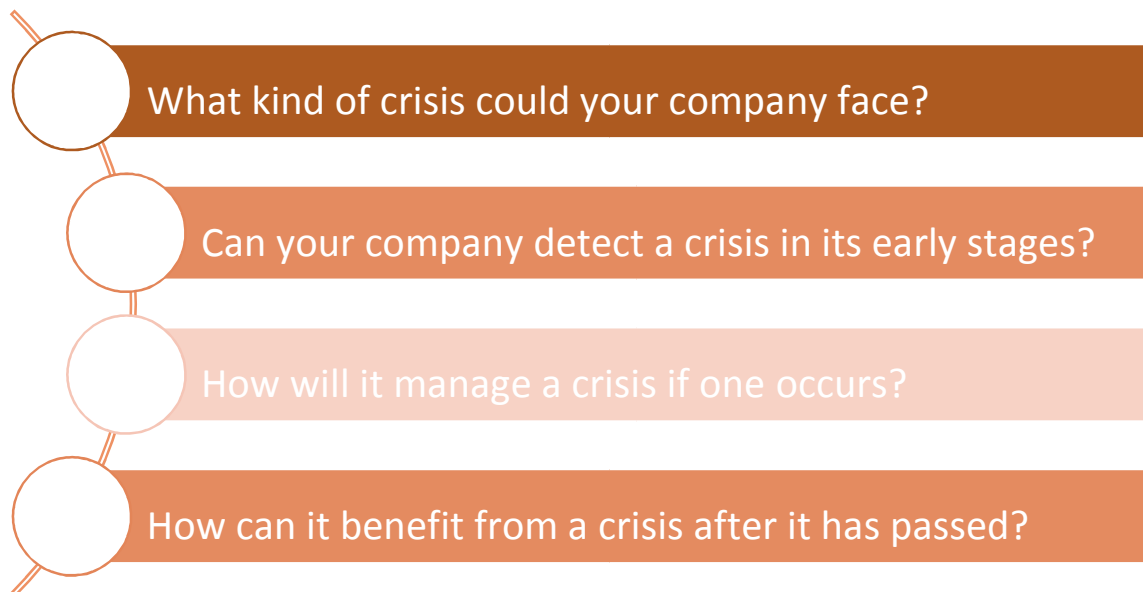 What kind of crisis could your company face?
Can your company detect a crisis in its early stages?
How will it manage a crisis if one occurs?
How can it benefit from a crisis after it has passed?